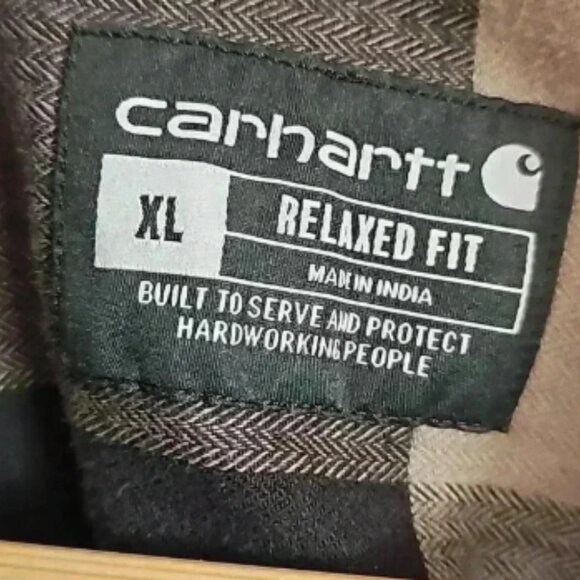 carhartt
XL
RELAXED FIT
MADE IN INDIA
BUILT TO SERVE AND PROTECT
HARDWORKING PEOPLE